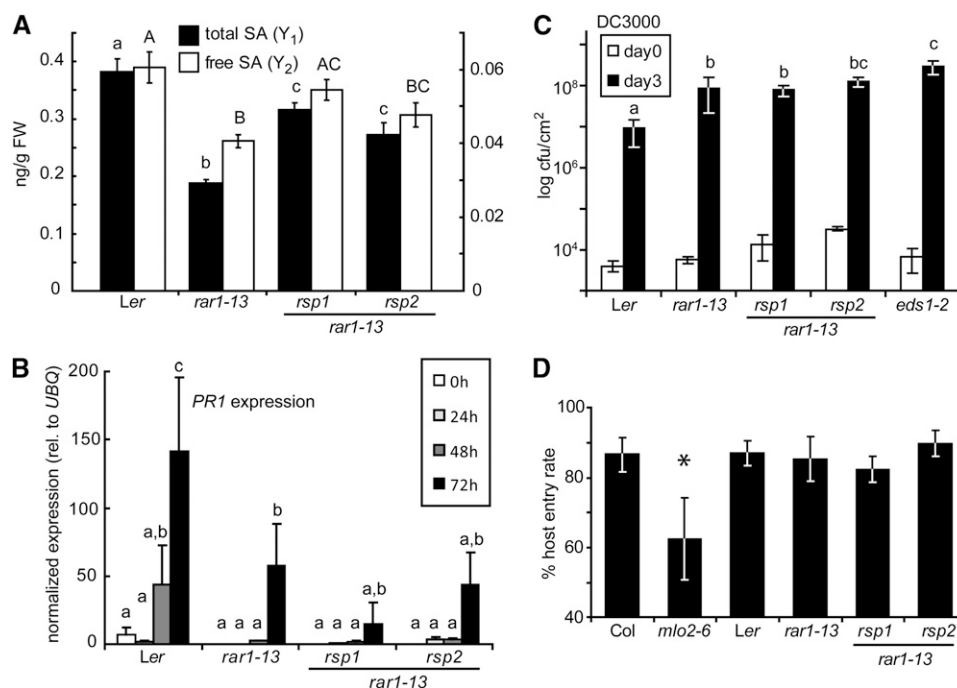 A
total SA (Y1)
free SA (Y2)
ng/g FW
0.4
0.3
0.2
0.1
0
0.06
0.04
0.02
0
a
A
b
B
c
AC
c
BC
Ler
rar1-13
rsp1
rsp2
rar1-13
B
PR1 expression
normalized expression (rel. to UBQ)
200
150
100
50
0
0h
24h
48h
72h
a
a
a,b
c
a
a
a
b
a
a
a
a,b
a
a
a
a,b
Ler
rar1-13
rsp1
rsp2
rar1-13
C
DC3000
day0
day3
log cfu/cm2
10^8
10^6
10^4
a
b
b
bc
c
Ler
rar1-13
rsp1
rsp2
eds1-2
rar1-13
D
% host entry rate
100
80
60
40
*
Col
mlo2-6
Ler
rar1-13
rsp1
rsp2
rar1-13